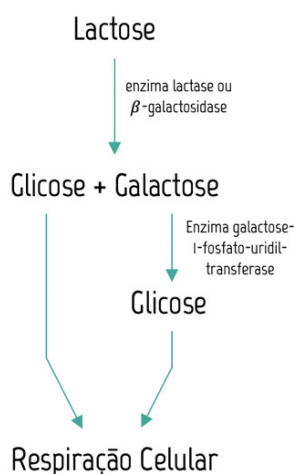 Lactose
enzima lactase ou
β-galactosidase
Glicose + Galactose
Enzima galactose-
1-fosfato-uridil-
transferase
Glicose
Respiração Celular